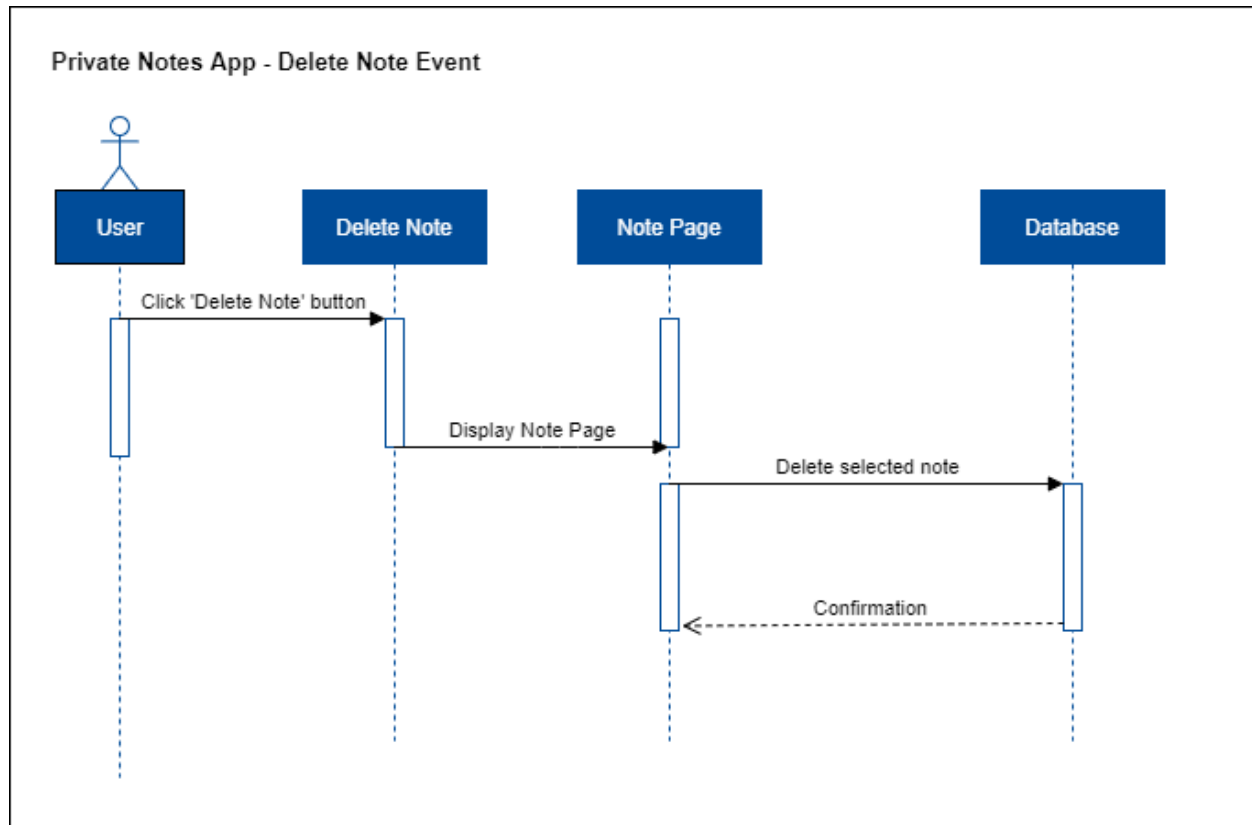 Private Notes App - Delete Note Event
User
Delete Note
Note Page
Database
Click 'Delete Note' button
Display Note Page
Delete selected note
Confirmation